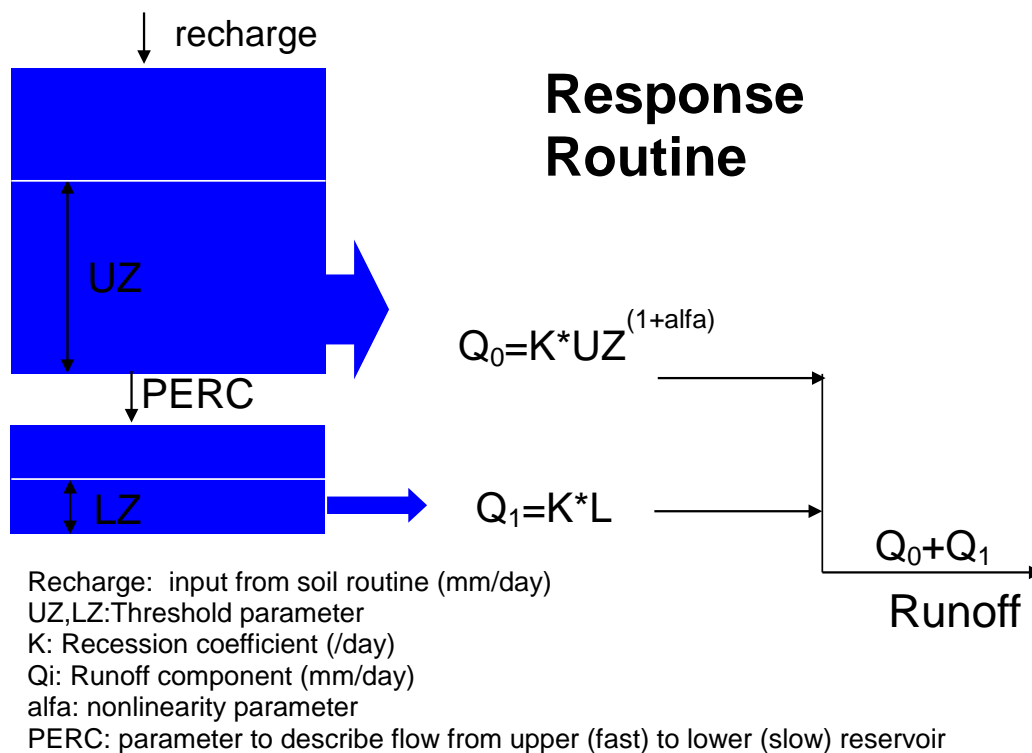 recharge
Response
Routine
UZ
Q₀=K*UZ^(1+alfa)
PERC
LZ
Q₁=K*L
Q₀+Q₁
Runoff
Recharge:  input from soil routine (mm/day)
UZ,LZ:Threshold parameter
K: Recession coefficient (/day)
Qi: Runoff component (mm/day)
alfa: nonlinearity parameter
PERC: parameter to describe flow from upper (fast) to lower (slow) reservoir